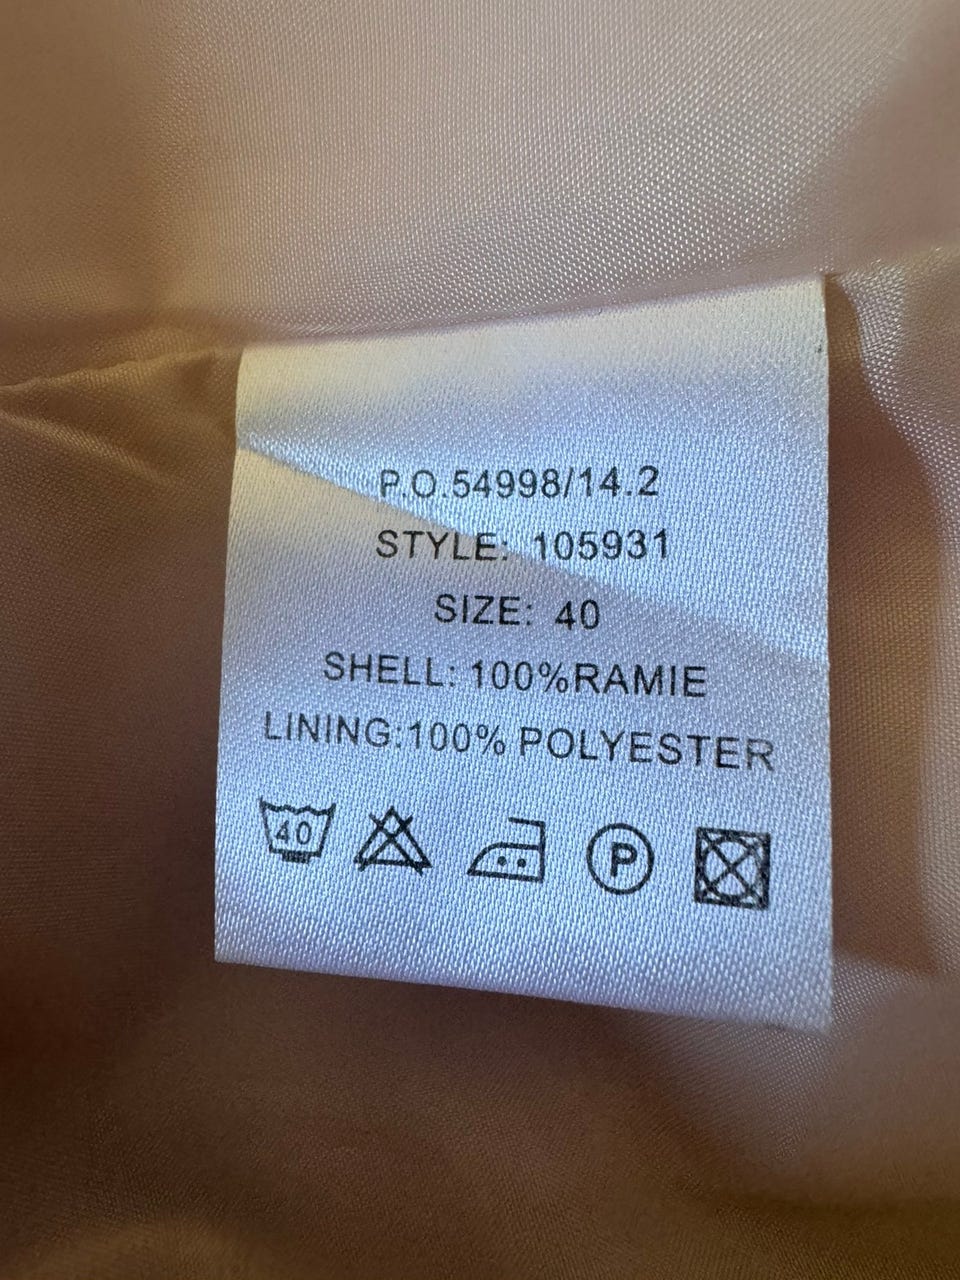 P.O.54998/14.2
STYLE: 105931
SIZE: 40
SHELL: 100%RAMIE
LINING:100% POLYESTER
40 P